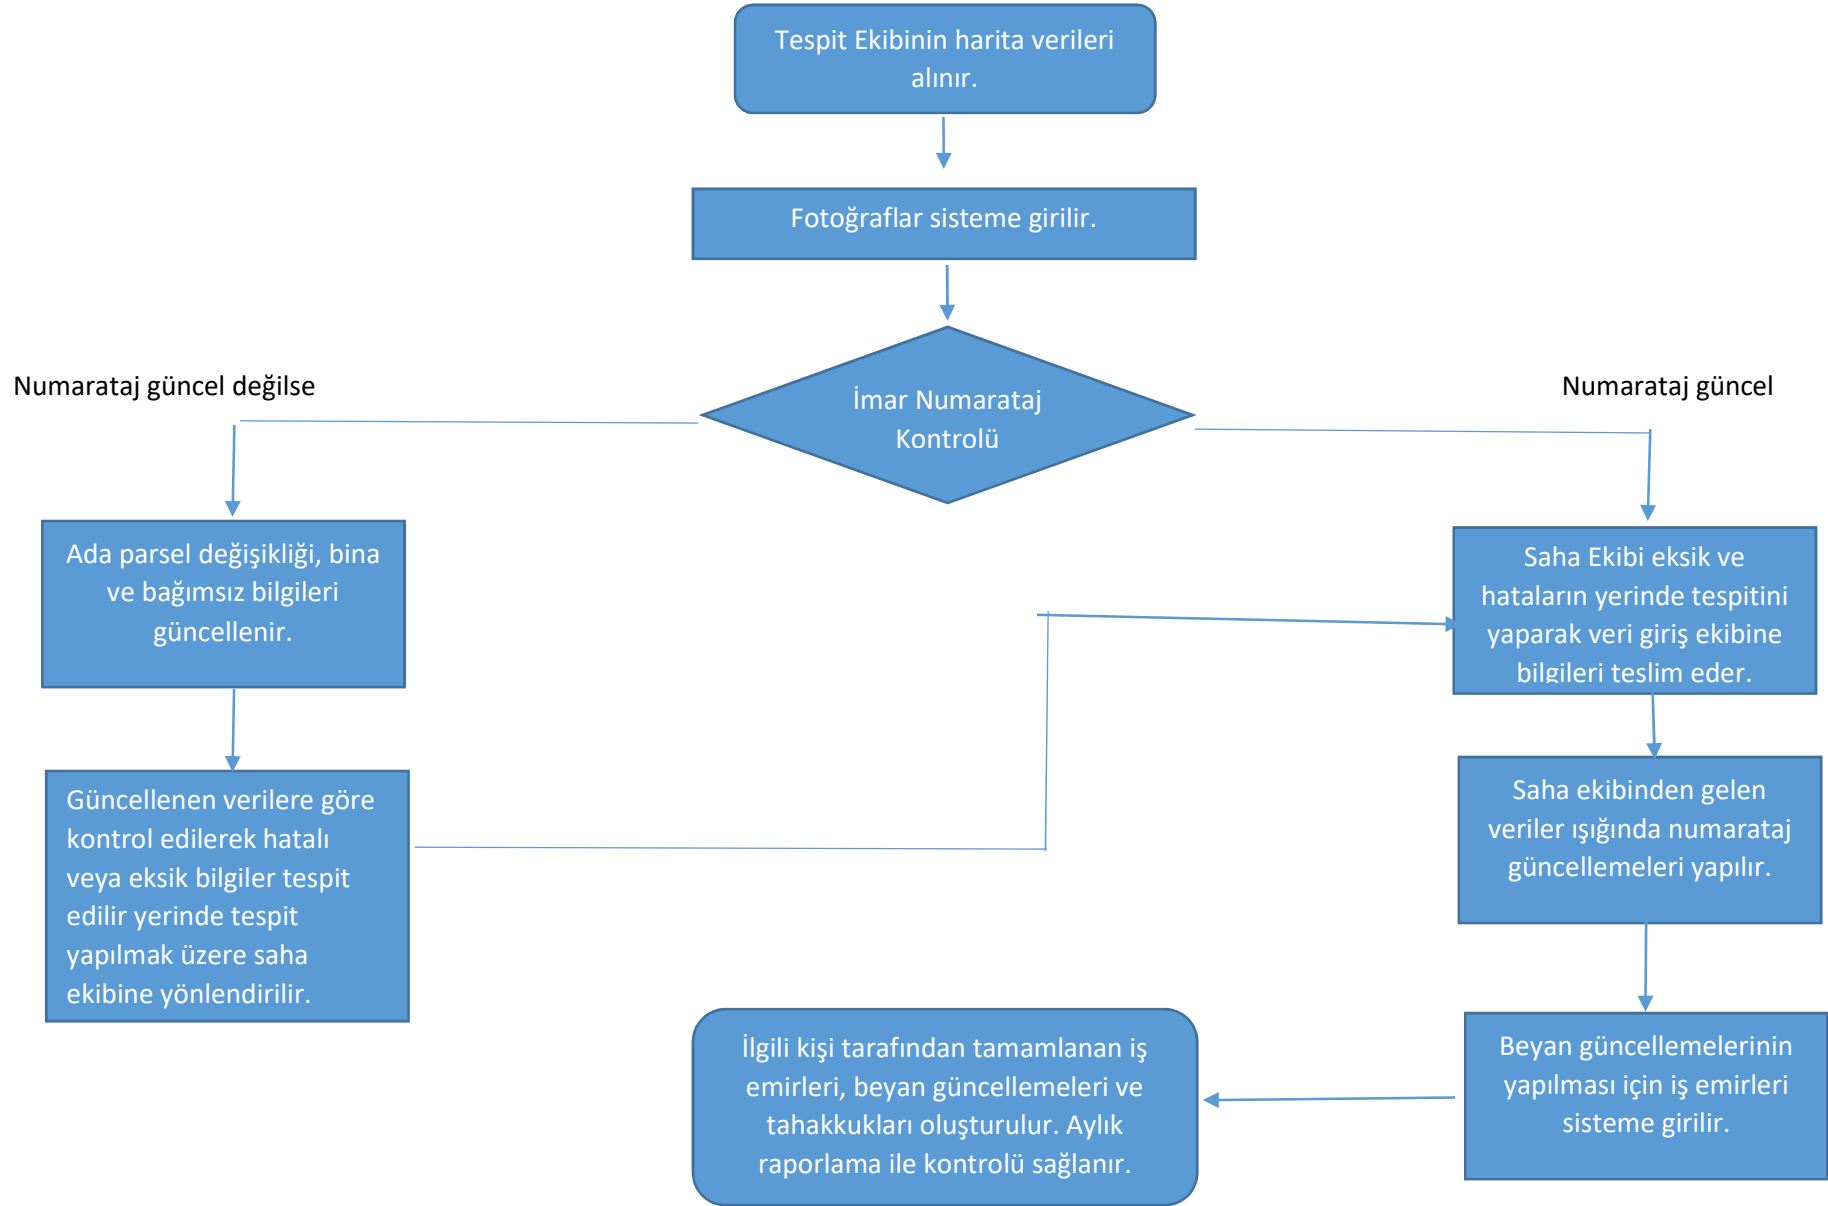 Tespit Ekibinin harita verileri
alınır.
Fotoğraflar sisteme girilir.
İmar Numarataj
Kontrolü
Numarataj güncel değilse
Numarataj güncel
Ada parsel değişikliği, bina
ve bağımsız bilgileri
güncellenir.
Güncellenen verilere göre
kontrol edilerek hatalı
veya eksik bilgiler tespit
edilir yerinde tespit
yapılmak üzere saha
ekibine yönlendirilir.
Saha Ekibi eksik ve
hataların yerinde tespitini
yaparak veri giriş ekibine
bilgileri teslim eder.
Saha ekibinden gelen
veriler ışığında numarataj
güncellemeleri yapılır.
Beyan güncellemelerinin
yapılması için iş emirleri
sisteme girilir.
İlgili kişi tarafından tamamlanan iş
emirleri, beyan güncellemeleri ve
tahakkukları oluşturulur. Aylık
raporlama ile kontrolü sağlanır.